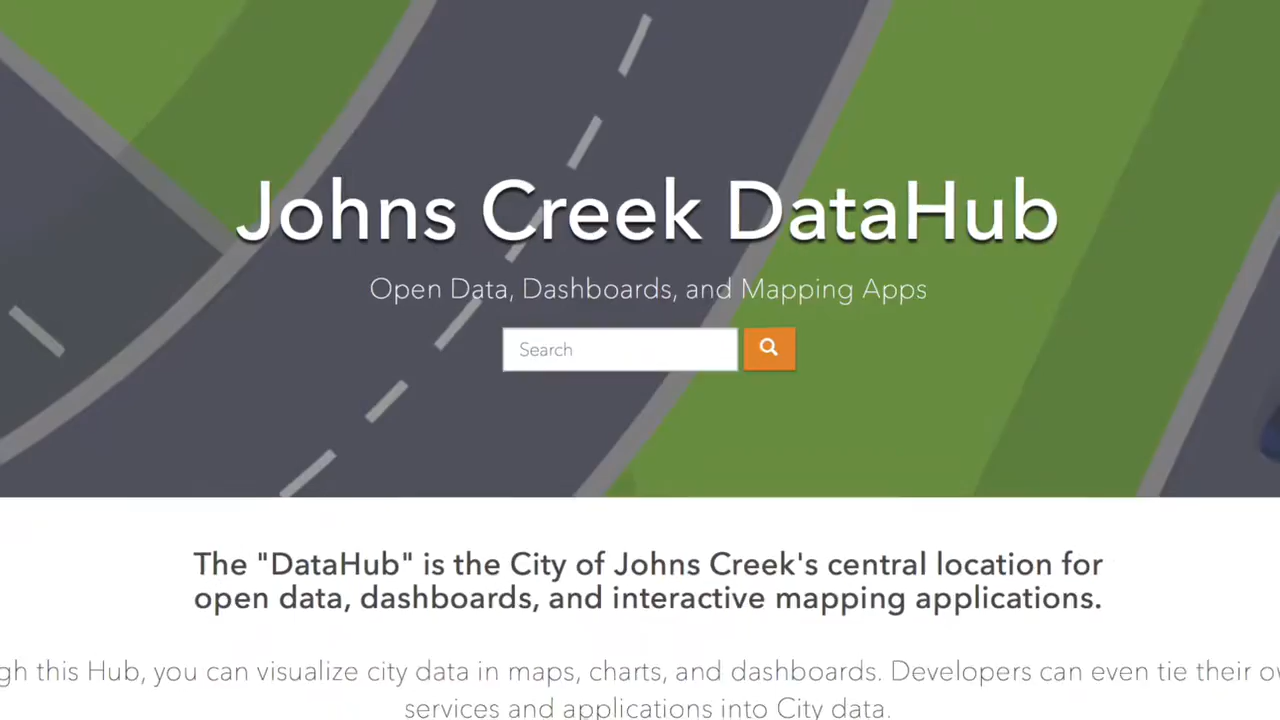 Johns Creek DataHub
Open Data, Dashboards, and Mapping Apps
Search
The "DataHub" is the City of Johns Creek's central location for
open data, dashboards, and interactive mapping applications.
this Hub, you can visualize city data in maps, charts, and dashboards. Developers can even tie their
services and applications into City data.